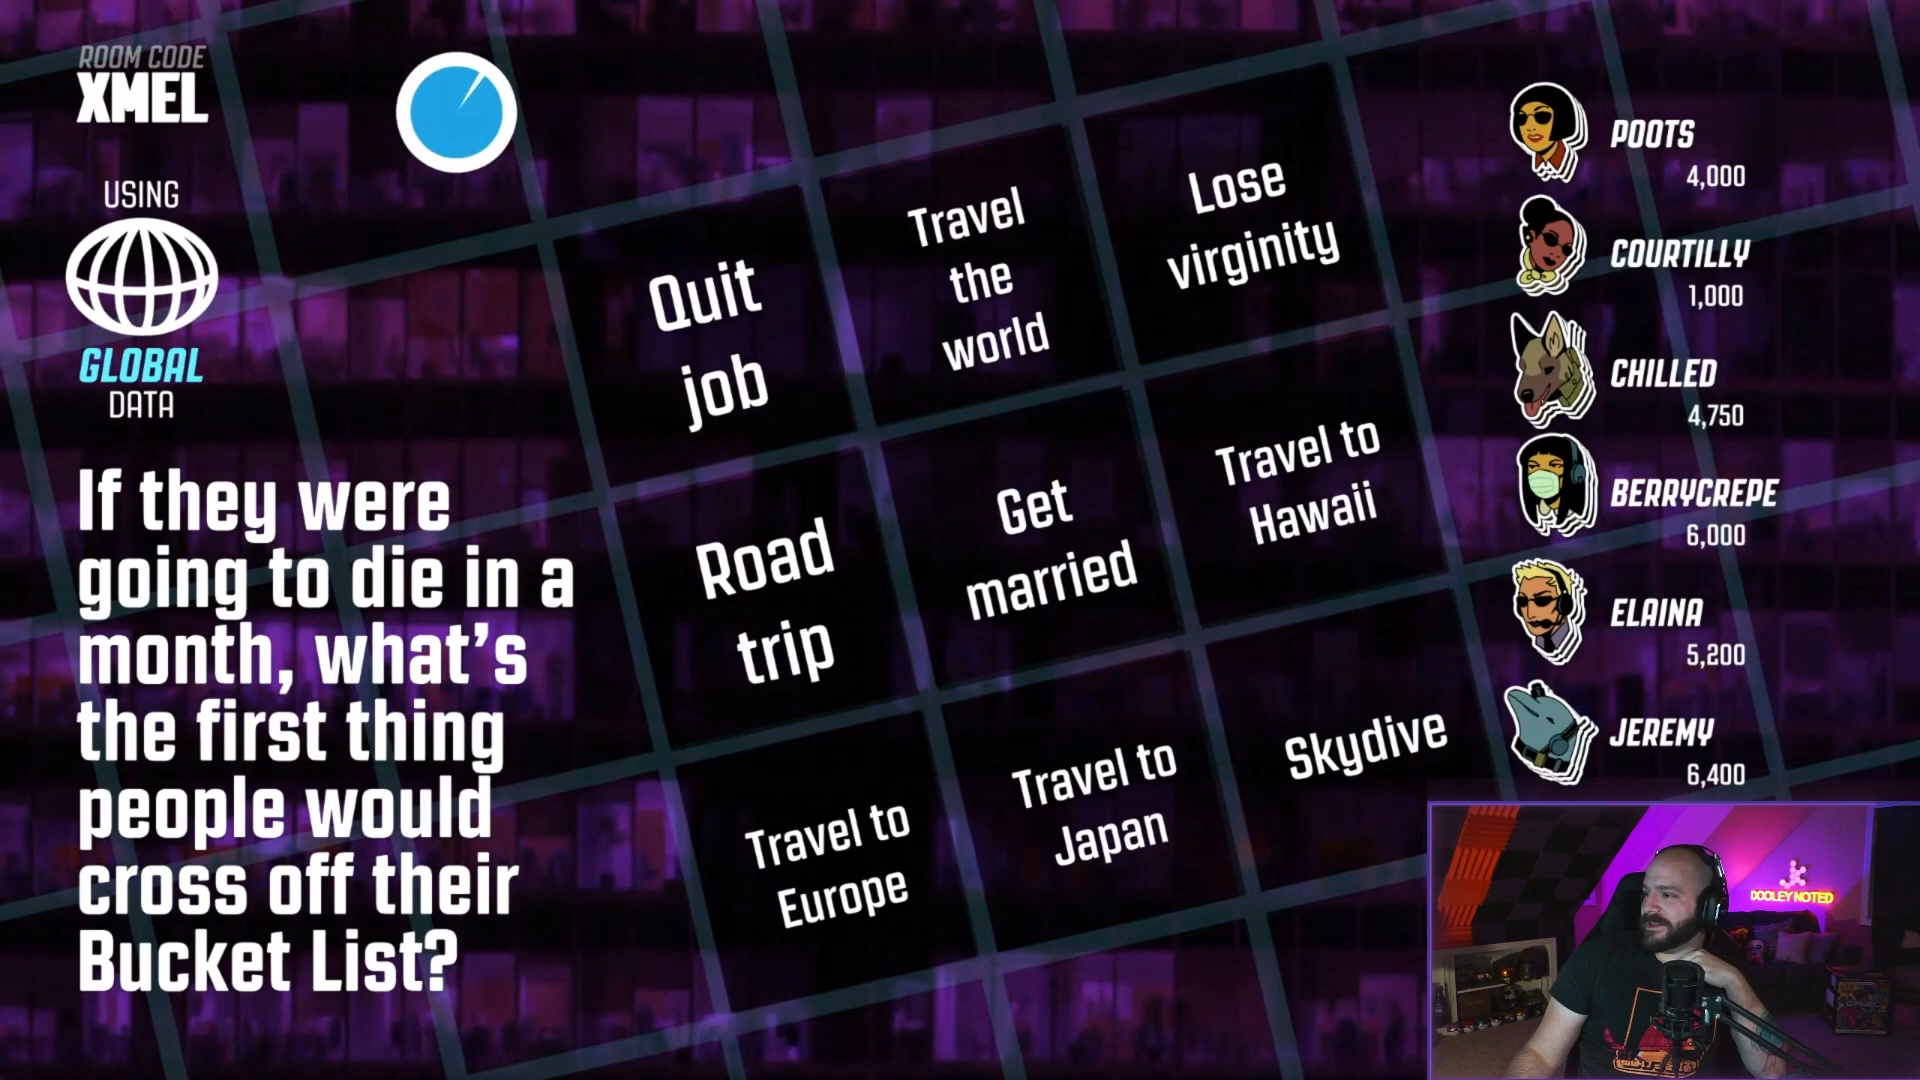 ROOM CODE
XMEL
USING
GLOBAL
DATA
If they were
going to die in a
month, what's
the first thing
people would
cross off their
Bucket List?
Quit
job
Travel
the
world
Lose
virginity
Road
trip
Get
married
Travel to
Hawaii
Travel to
Europe
Travel to
Japan
Skydive
POOTS
4,000
COURTILLY
1,000
CHILLED
4,750
BERRYCREPE
6,000
ELAINA
5,200
JEREMY
6,400
DOOLEY NOTED